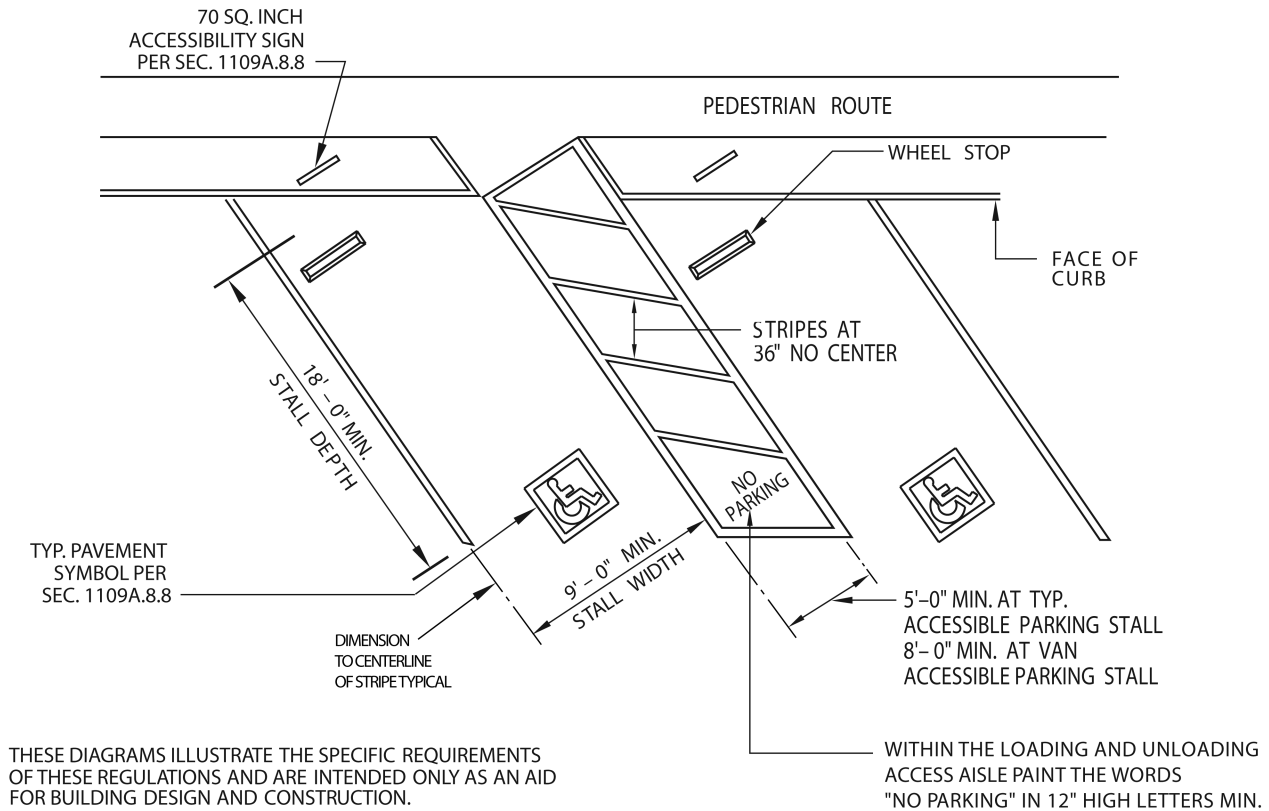 70 SQ. INCH
ACCESSIBILITY SIGN
PER SEC. 1109A.8.8
PEDESTRIAN ROUTE
WHEEL STOP
FACE OF
CURB
STRIPES AT
36" NO CENTER
18' – 0" MIN.
STALL DEPTH
NO
PARKING
TYP. PAVEMENT
SYMBOL PER
SEC. 1109A.8.8
9' – 0" MIN.
STALL WIDTH
DIMENSION
TO CENTERLINE
OF STRIPE TYPICAL
5'–0" MIN. AT TYP.
ACCESSIBLE PARKING STALL
8'– 0" MIN. AT VAN
ACCESSIBLE PARKING STALL
THESE DIAGRAMS ILLUSTRATE THE SPECIFIC REQUIREMENTS
OF THESE REGULATIONS AND ARE INTENDED ONLY AS AN AID
FOR BUILDING DESIGN AND CONSTRUCTION.
WITHIN THE LOADING AND UNLOADING
ACCESS AISLE PAINT THE WORDS
"NO PARKING" IN 12" HIGH LETTERS MIN.